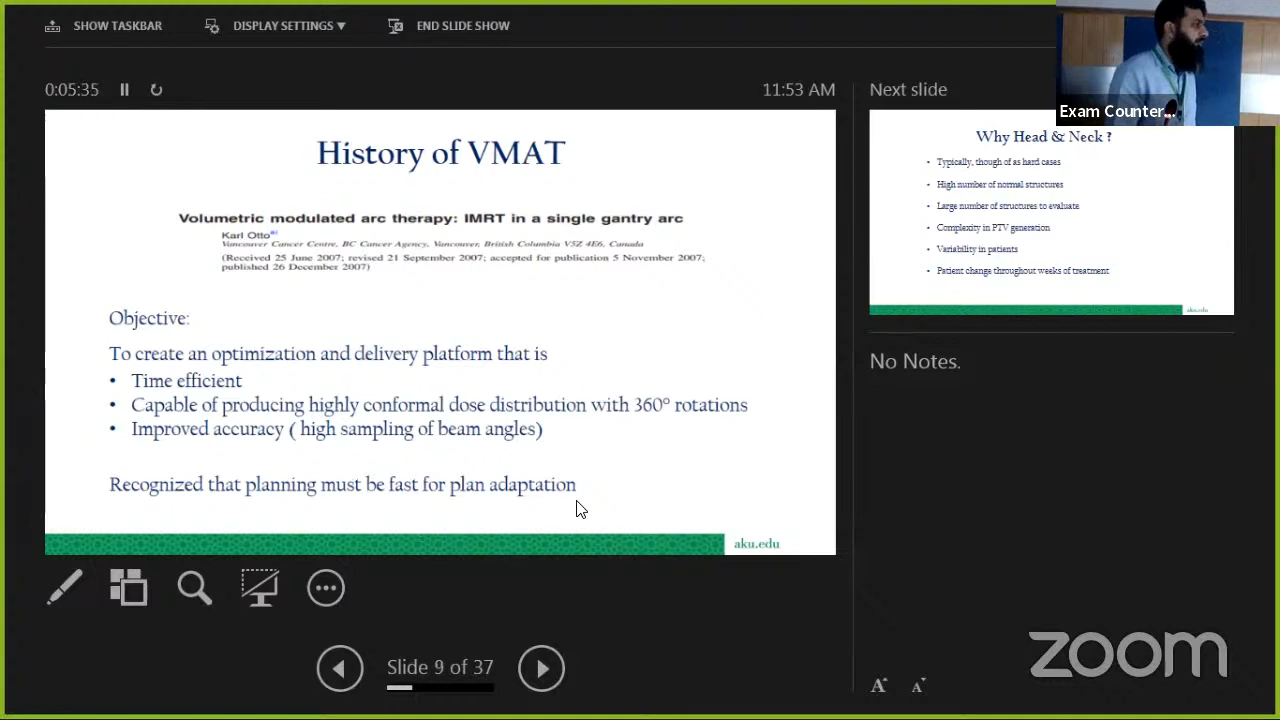 SHOW TASKBAR
DISPLAY SETTINGS ▼
END SLIDE SHOW
0:05:35
11:53 AM
Next slide
Exam Counter...
History of VMAT
Volumetric modulated arc therapy: IMRT in a single gantry arc
Karl Otto
Vancouver Cancer Centre, BC Cancer Agency, Vancouver, British Columbia V5Z 4E6, Canada
(Received 25 June 2007; revised 21 September 2007; accepted for publication 5 November 2007;
published 26 December 2007)
Objective:
To create an optimization and delivery platform that is
• Time efficient
• Capable of producing highly conformal dose distribution with 360° rotations
• Improved accuracy ( high sampling of beam angles)
Recognized that planning must be fast for plan adaptation
aku.edu
Why Head & Neck ?
• Typically, though of as hard cases
• High number of normal structures
• Large number of structures to evaluate
• Complexity in PTV generation
• Variability in patients
• Patient change throughout weeks of treatment
aku.edu
No Notes.
Slide 9 of 37
A A
zoom